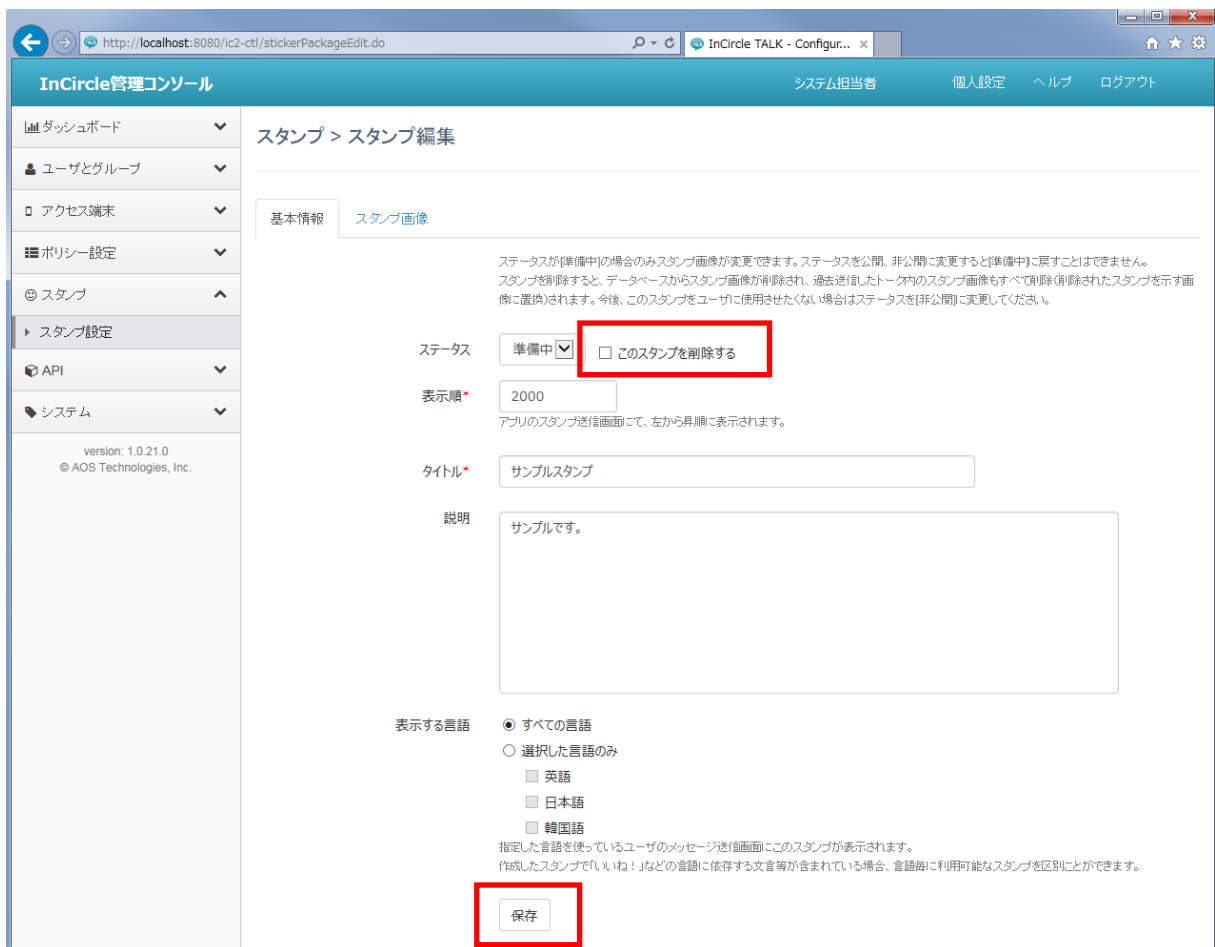 http://localhost:8080/ic2-ctl/stickerPackageEdit.do
InCircle TALK - Configur...
InCircle管理コンソール
システム担当者
個人設定
ヘルプ
ログアウト
ダッシュボード
ユーザとグループ
アクセス端末
ポリシー設定
スタンプ
スタンプ設定
API
システム
version: 1.0.21.0
© AOS Technologies, Inc.
スタンプ > スタンプ編集
基本情報
スタンプ画像
ステータスが[準備中]の場合のみスタンプ画像が変更できます。ステータスを公開、非公開に変更すると[準備中]に戻すことはできません。
スタンプを削除すると、データベースからスタンプ画像が削除され、過去送信したトーク内のスタンプ画像もすべて削除(削除されたスタンプを示す画
像に置換)されます。今後、このスタンプをユーザに使用させたくない場合はステータスを[非公開]に変更してください。
ステータス
準備中
このスタンプを削除する
表示順*
2000
アプリのスタンプ送信画面にて、左から昇順に表示されます。
タイトル*
サンプルスタンプ
説明
サンプルです。
表示する言語
すべての言語
選択した言語のみ
英語
日本語
韓国語
指定した言語を使っているユーザのメッセージ送信画面にこのスタンプが表示されます。
作成したスタンプで「いいね！」などの言語に依存する文言等が含まれている場合、言語毎に利用可能なスタンプを区別ことができます。
保存